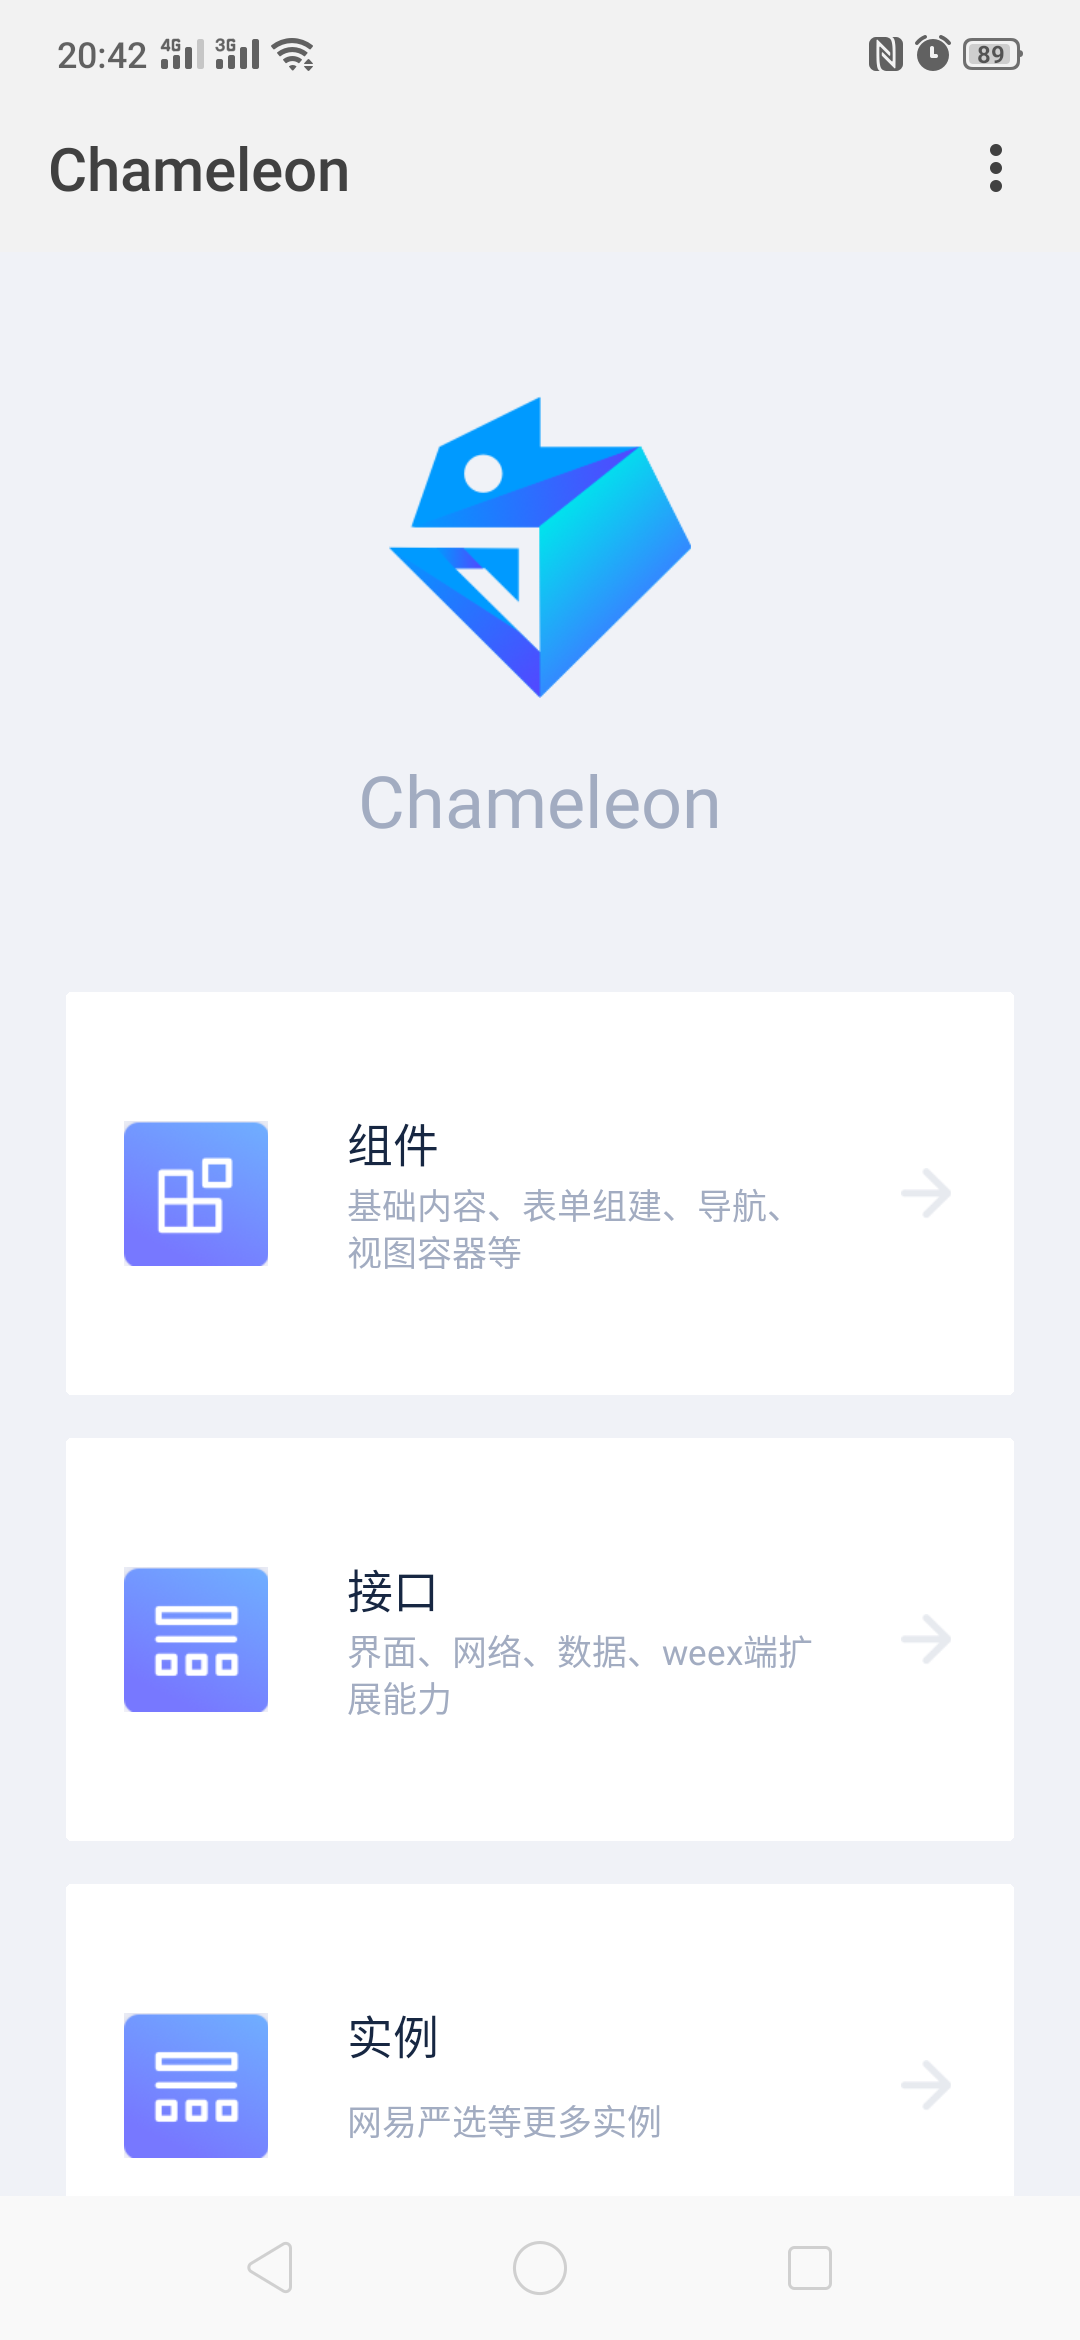 20:42 4G 3G 89
Chameleon
Chameleon
组件
基础内容、表单组建、导航、
视图容器等
接口
界面、网络、数据、weex端扩
展能力
实例
网易严选等更多实例